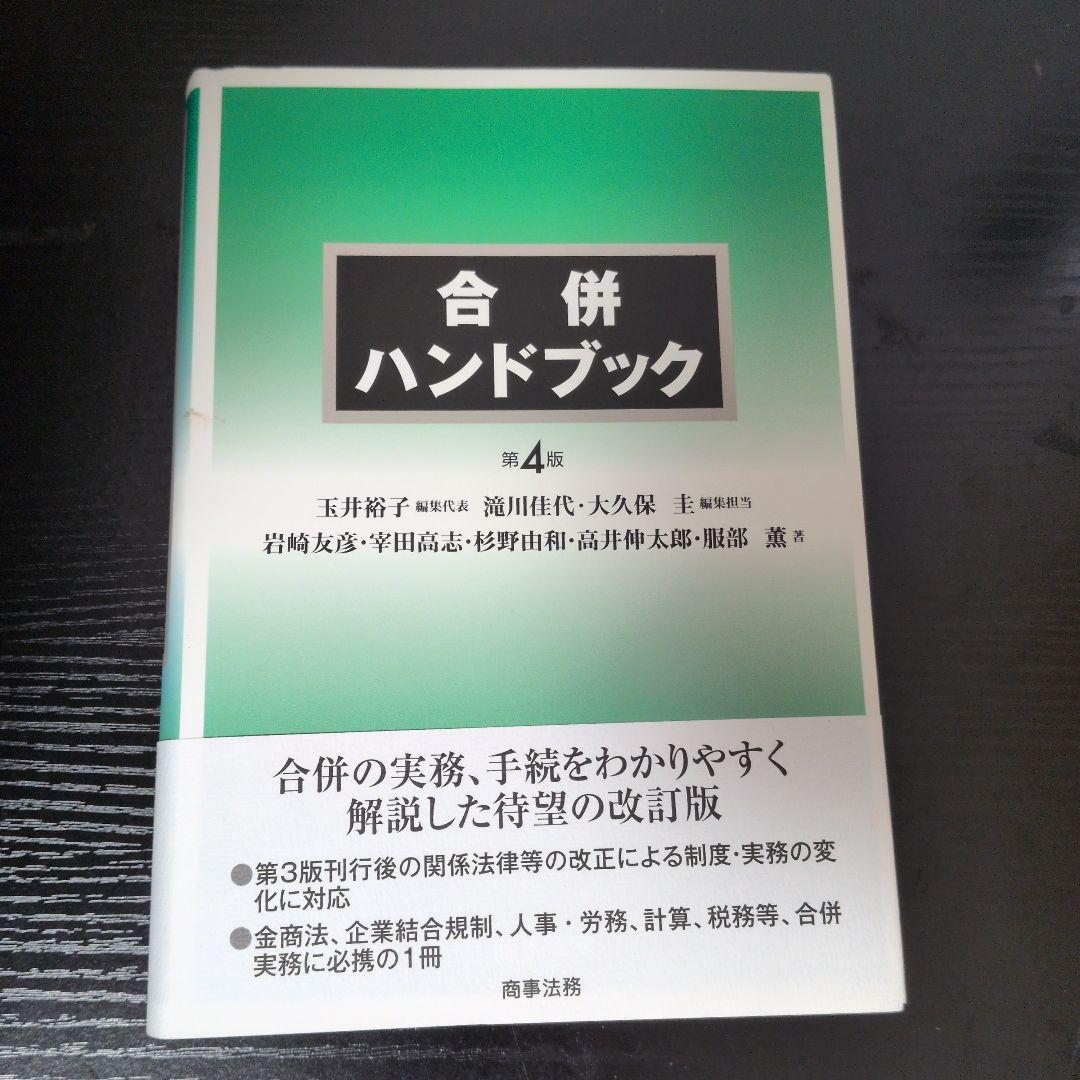 合併
ハンドブック
第4版
玉井裕子 編集代表 滝川佳代・大久保 圭 編集担当
岩崎友彦・宰田高志・杉野由和・高井伸太郎・服部 薫 著
合併の実務、手続をわかりやすく
解説した待望の改訂版
●第3版刊行後の関係法律等の改正による制度・実務の変
化に対応
●金商法、企業結合規制、人事・労務、計算、税務等、合併
実務に必携の1冊
商事法務